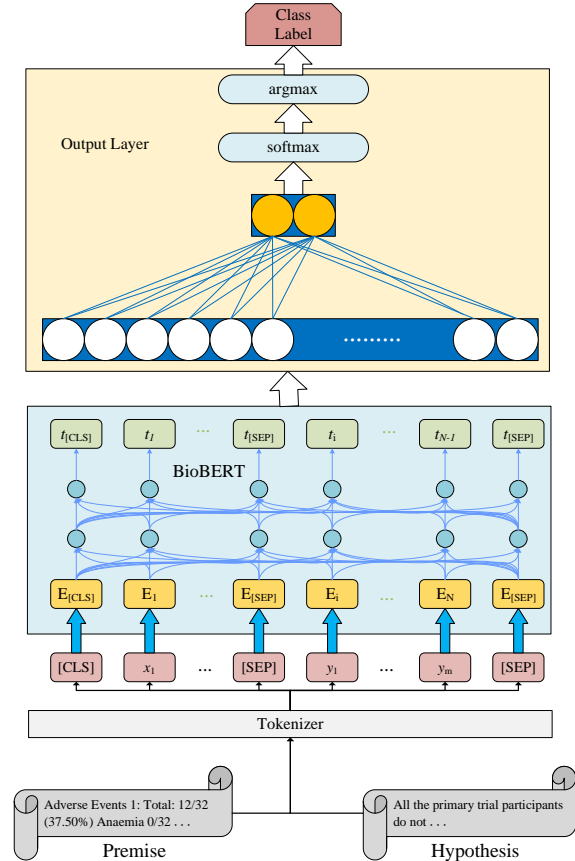 Class
Label
argmax
Output Layer
softmax
.........
t[CLS] t1 ... t[SEP] ti ... tN-1 t[SEP]
BioBERT
E[CLS] E1 ... E[SEP] Ei ... EN E[SEP]
[CLS] x1 ... [SEP] y1 ... ym [SEP]
Tokenizer
Adverse Events 1: Total: 12/32
(37.50%) Anaemia 0/32 . . .
Premise
All the primary trial participants
do not . . .
Hypothesis